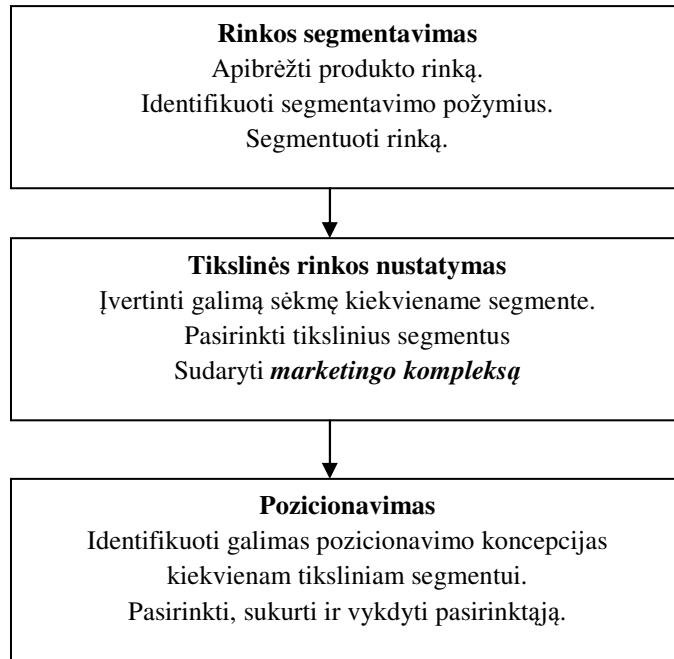 Rinkos segmentavimas
Apibrėžti produkto rinką.
Identifikuoti segmentavimo požymius.
Segmentuoti rinką.
Tikslinės rinkos nustatymas
Įvertinti galimą sėkmę kiekviename segmente.
Pasirinkti tikslinius segmentus
Sudaryti marketingo kompleksą
Pozicionavimas
Identifikuoti galimas pozicionavimo koncepcijas
kiekvienam tiksliniam segmentui.
Pasirinkti, sukurti ir vykdyti pasirinktąją.